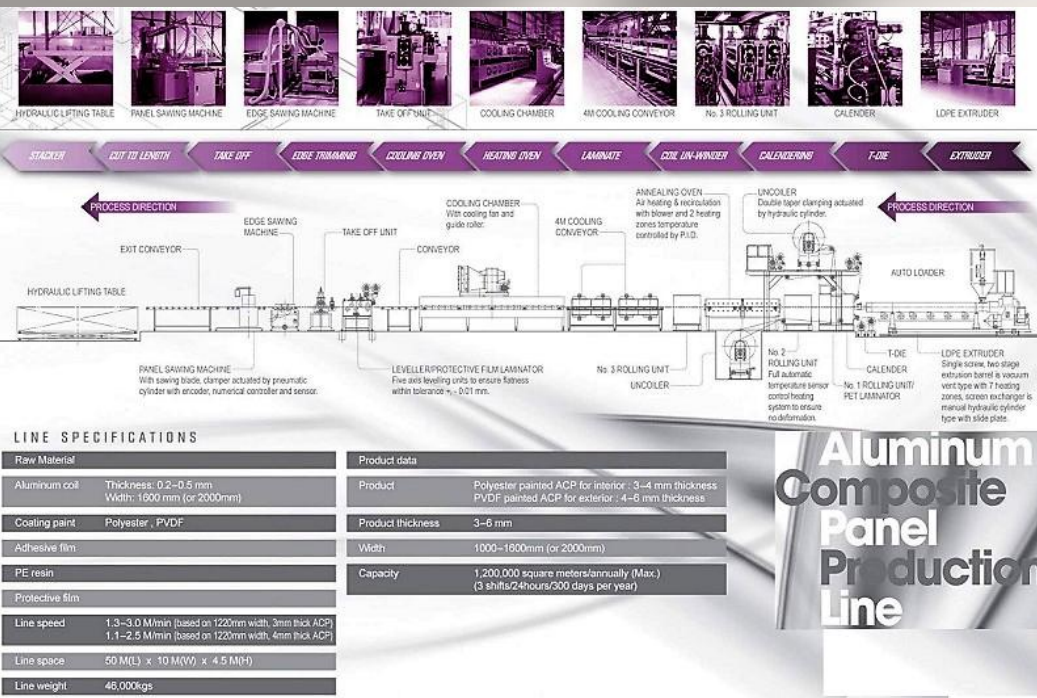 HYDRAULIC LIFTING TABLE
PANEL SAWING MACHINE
EDGE SAWING MACHINE
TAKE OFF UNIT
COOLING CHAMBER
4M COOLING CONVEYOR
No. 3 ROLLING UNIT
CALENDER
LDPE EXTRUDER
STACKER
CUT TO LENGTH
TAKE OFF
EDGE TRIMMING
COOLING OVEN
HEATING OVEN
LAMINATE
COIL UN-WINDER
CALENDERING
T-DIE
EXTRUDER
PROCESS DIRECTION
EXIT CONVEYOR
EDGE SAWING
MACHINE
TAKE OFF UNIT
COOLING CHAMBER
With cooling fan and
guide roller.
CONVEYOR
4M COOLING
CONVEYOR
ANNEALING OVEN
Air heating & recirculation
with blower and 2 heating
zones temperature
controlled by P.I.D.
UNCOILER
Double taper clamping actuated
by hydraulic cylinder.
PROCESS DIRECTION
AUTO LOADER
HYDRAULIC LIFTING TABLE
PANEL SAWING MACHINE
With sawing blade, clamper actuated by pneumatic
cylinder with encoder, numerical controller and sensor.
LEVELLER/PROTECTIVE FILM LAMINATOR
Five axis levelling units to ensure flatness
within tolerance +, - 0.01 mm.
No. 3 ROLLING UNIT
UNCOILER
No. 2
ROLLING UNIT
Full automatic
temperature sensor
control heating
system to ensure
no deformation.
T-DIE
CALENDER
No. 1 ROLLING UNIT/
PET LAMINATOR
LDPE EXTRUDER
Single screw, two stage
extrusion barrel is vacuum
vent type with 7 heating
zones, screen exchanger is
manual hydraulic cylinder
type with slide plate.
LINE SPECIFICATIONS
Raw Material
Aluminum coil
Thickness: 0.2–0.5 mm
Width: 1600 mm (or 2000mm)
Coating paint
Polyester , PVDF
Adhesive film
PE resin
Protective film
Line speed
1.3–3.0 M/min (based on 1220mm width, 3mm thick ACP)
1.1–2.5 M/min (based on 1220mm width, 4mm thick ACP)
Line space
50 M(L) x 10 M(W) x 4.5 M(H)
Line weight
46,000kgs
Product data
Product
Polyester painted ACP for interior : 3–4 mm thickness
PVDF painted ACP for exterior : 4–6 mm thickness
Product thickness
3–6 mm
Width
1000–1600mm (or 2000mm)
Capacity
1,200,000 square meters/annually (Max.)
(3 shifts/24hours/300 days per year)
Aluminum
Composite
Panel
Production
Line